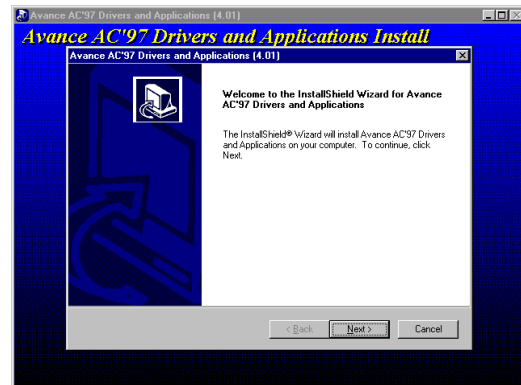 Avance AC'97 Drivers and Applications (4.01)
Avance AC'97 Drivers and Applications Install
Avance AC'97 Drivers and Applications (4.01)
Welcome to the InstallShield Wizard for Avance
AC'97 Drivers and Applications
The InstallShield® Wizard will install Avance AC'97 Drivers
and Applications on your computer. To continue, click
Next.
< Back
Next >
Cancel